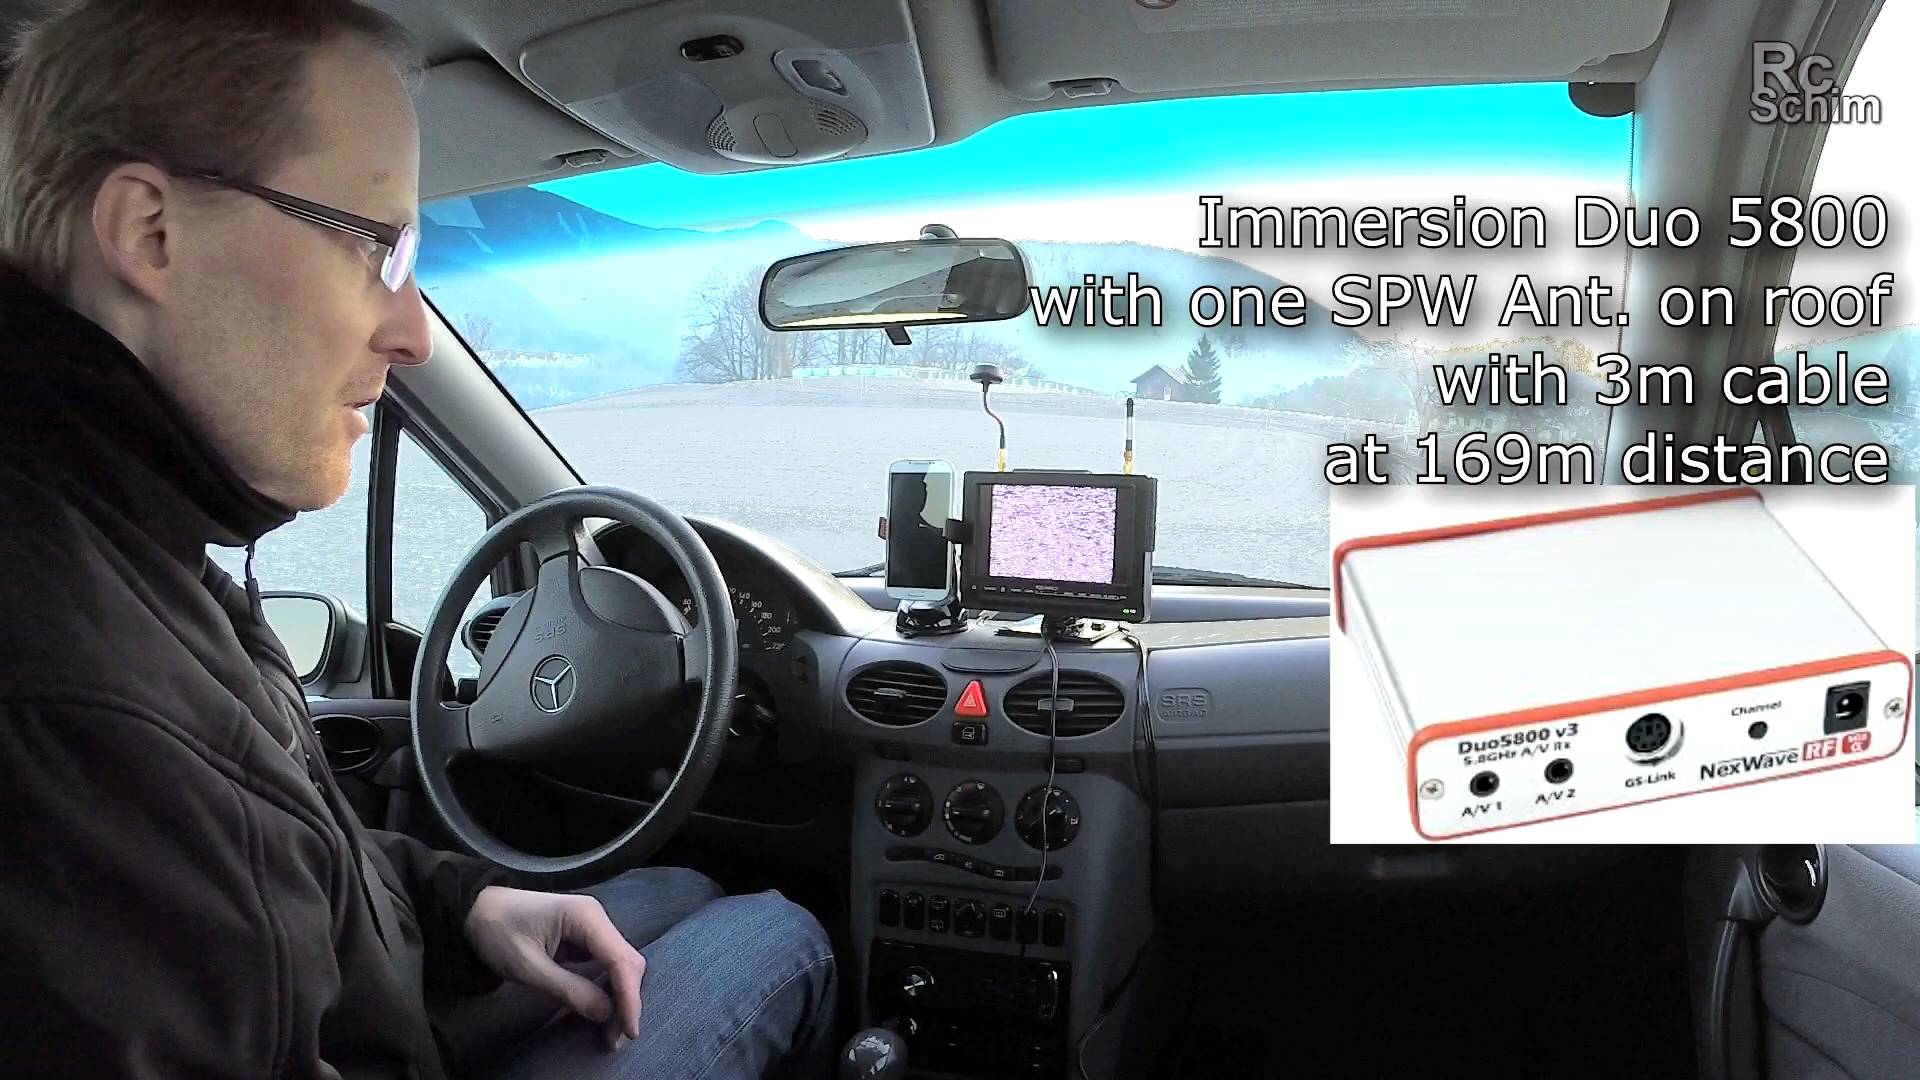 Rc
Schim
Immersion Duo 5800
with one SPW Ant. on roof
with 3m cable
at 169m distance
SRS
SRS
AIRBAG
Duo5800 v3
5.8GHz A/V Rx
A/V 1
A/V 2
GS-Link
Channel
NexWave RF